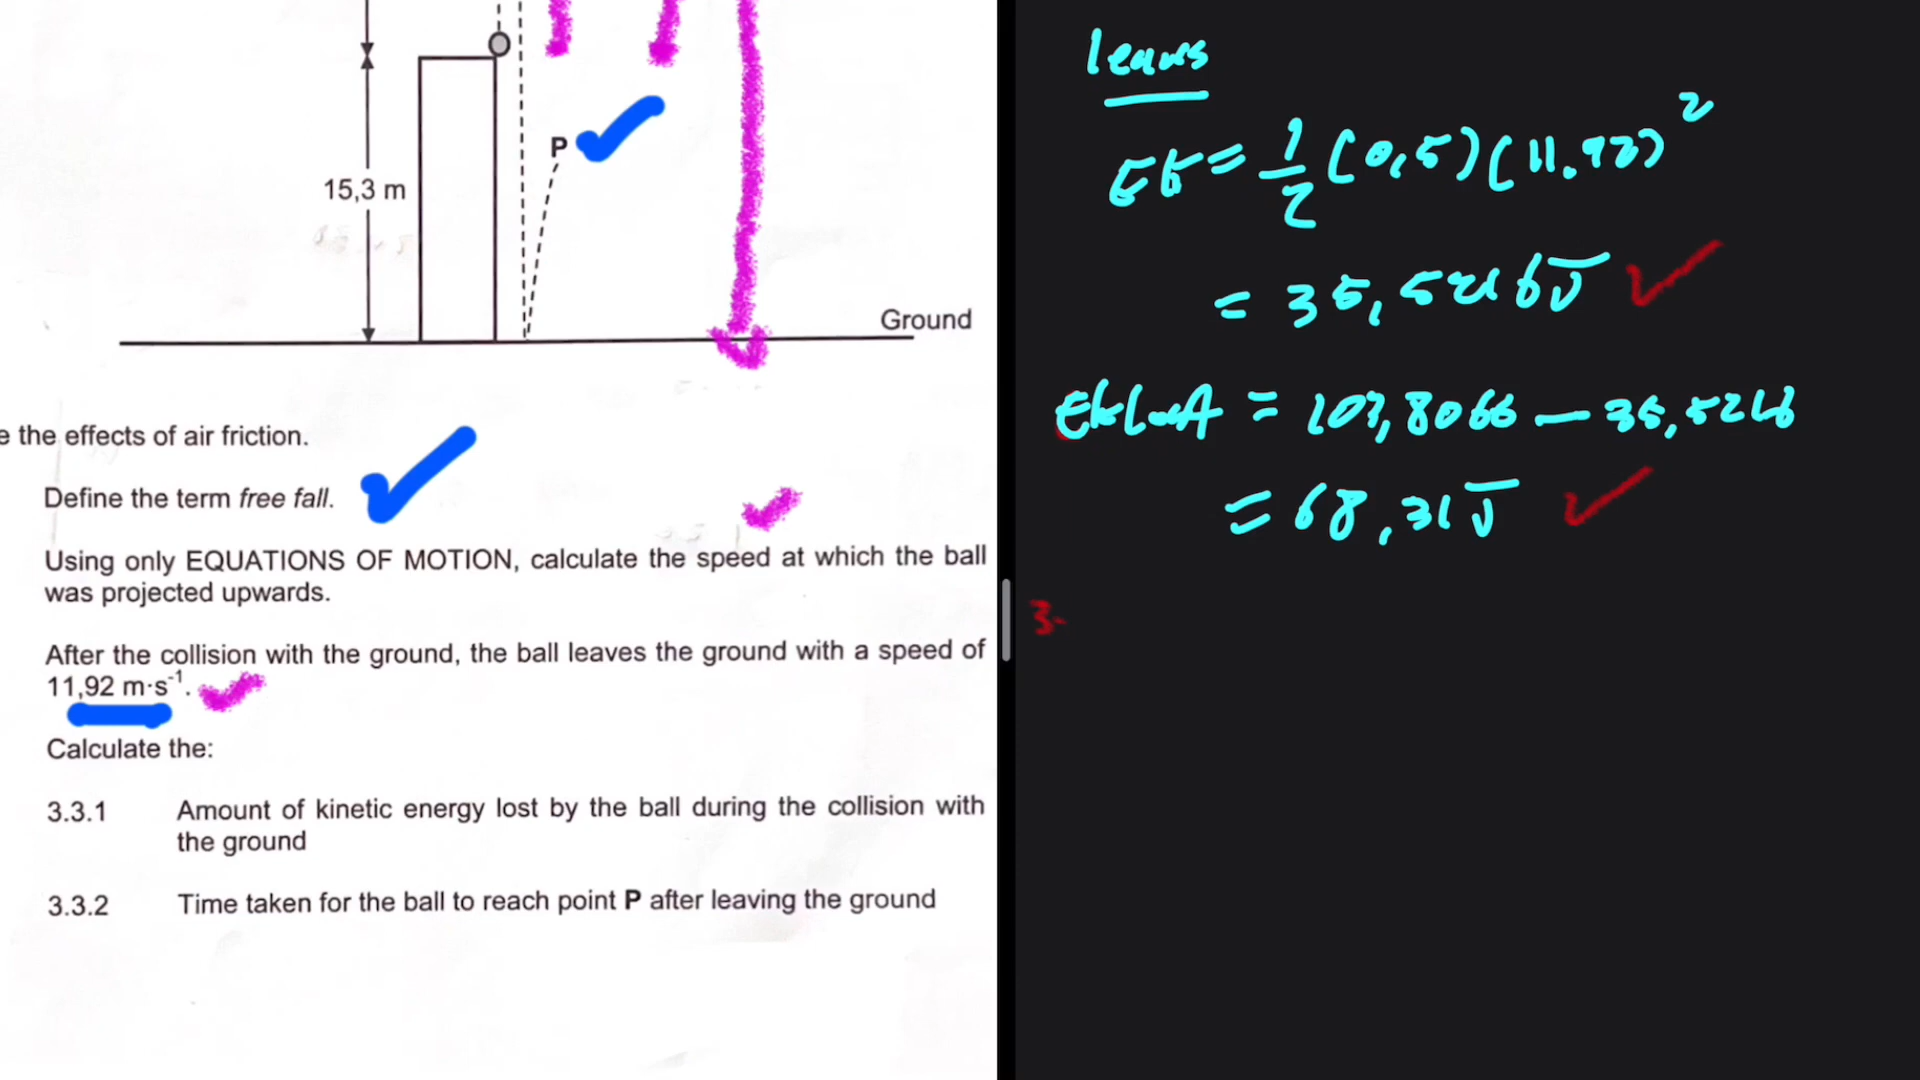 P
15,3 m
Ground
e the effects of air friction.
Define the term free fall.
Using only EQUATIONS OF MOTION, calculate the speed at which the ball
was projected upwards.
After the collision with the ground, the ball leaves the ground with a speed of
11,92 m·s⁻¹.
Calculate the:
3.3.1 Amount of kinetic energy lost by the ball during the collision with
the ground
3.3.2 Time taken for the ball to reach point P after leaving the ground
leaves
Ek = 1/2 (0,5)(11.92)²
= 35,5216J
= 103,8066 – 35,5216
= 68,31J
3.